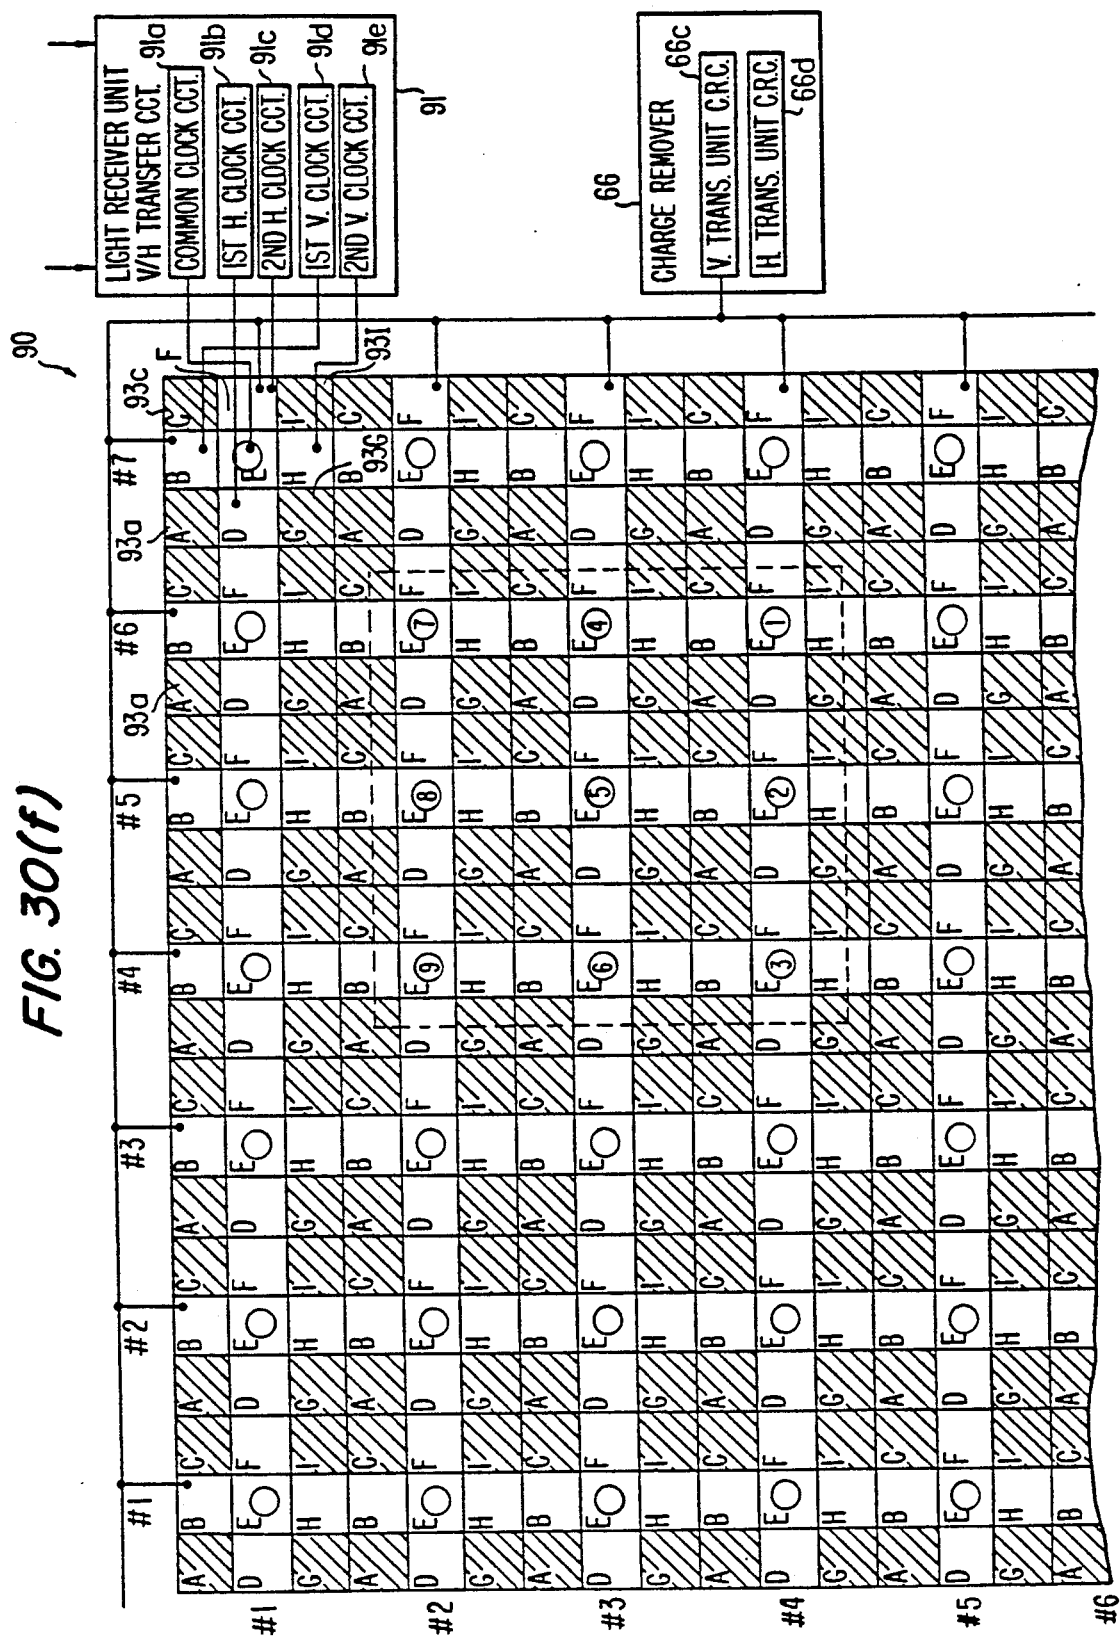 FIG. 30(f)
90
#1 #2 #3 #4 #5 #6 #7
93a 93a 93c
A B C A B C A B C A B C A B C A B C A B C
#1 D E F D E F D E F D E F D E F D E F D E F
G H I G H I G H I G H I G H I G H I G H I
93G 93I
A B C A B C A B C A B C A B C A B C A B C
#2 D E F D E F D E F D E ⑨ F D E ⑧ F D E ⑦ F D E F
G H I G H I G H I G H I G H I G H I G H I
A B C A B C A B C A B C A B C A B C A B C
#3 D E F D E F D E F D E ⑥ F D E ⑤ F D E ④ F D E F
G H I G H I G H I G H I G H I G H I G H I
A B C A B C A B C A B C A B C A B C A B C
#4 D E F D E F D E F D E ③ F D E ② F D E ① F D E F
G H I G H I G H I G H I G H I G H I G H I
A B C A B C A B C A B C A B C A B C A B C
#5 D E F D E F D E F D E F D E F D E F D E F
G H I G H I G H I G H I G H I G H I G H I
#6 A B C A B C A B C A B C A B C A B C A B C
LIGHT RECEIVER UNIT
V/H TRANSFER CCT.
COMMON CLOCK CCT. 91a
1ST H. CLOCK CCT. 91b
2ND H. CLOCK CCT. 91c
1ST V. CLOCK CCT. 91d
2ND V. CLOCK CCT. 91e
91
66
CHARGE REMOVER
V. TRANS. UNIT C.R.C. 66c
H. TRANS. UNIT C.R.C. 66d